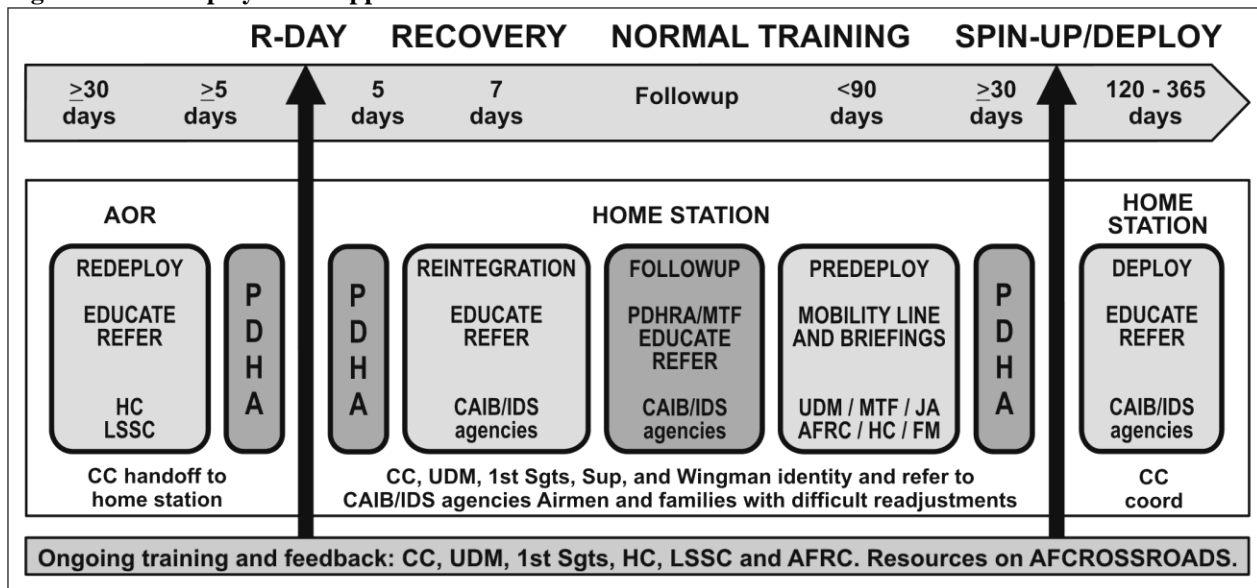 R-DAY RECOVERY NORMAL TRAINING SPIN-UP/DEPLOY
≥30 days
≥5 days
5 days
7 days
Followup
<90 days
≥30 days
120 - 365 days
AOR
HOME STATION
HOME STATION
REDEPLOY
EDUCATE
REFER
HC
LSSC
PDHA
PDHA
REINTEGRATION
EDUCATE
REFER
CAIB/IDS
agencies
FOLLOWUP
PDHRA/MTF
EDUCATE
REFER
CAIB/IDS
agencies
PREDEPLOY
MOBILITY LINE
AND BRIEFINGS
UDM / MTF / JA
AFRC / HC / FM
PDHA
DEPLOY
EDUCATE
REFER
CAIB/IDS
agencies
CC handoff to
home station
CC, UDM, 1st Sgts, Sup, and Wingman identity and refer to
CAIB/IDS agencies Airmen and families with difficult readjustments
CC
coord
Ongoing training and feedback: CC, UDM, 1st Sgts, HC, LSSC and AFRC. Resources on AFCROSSROADS.